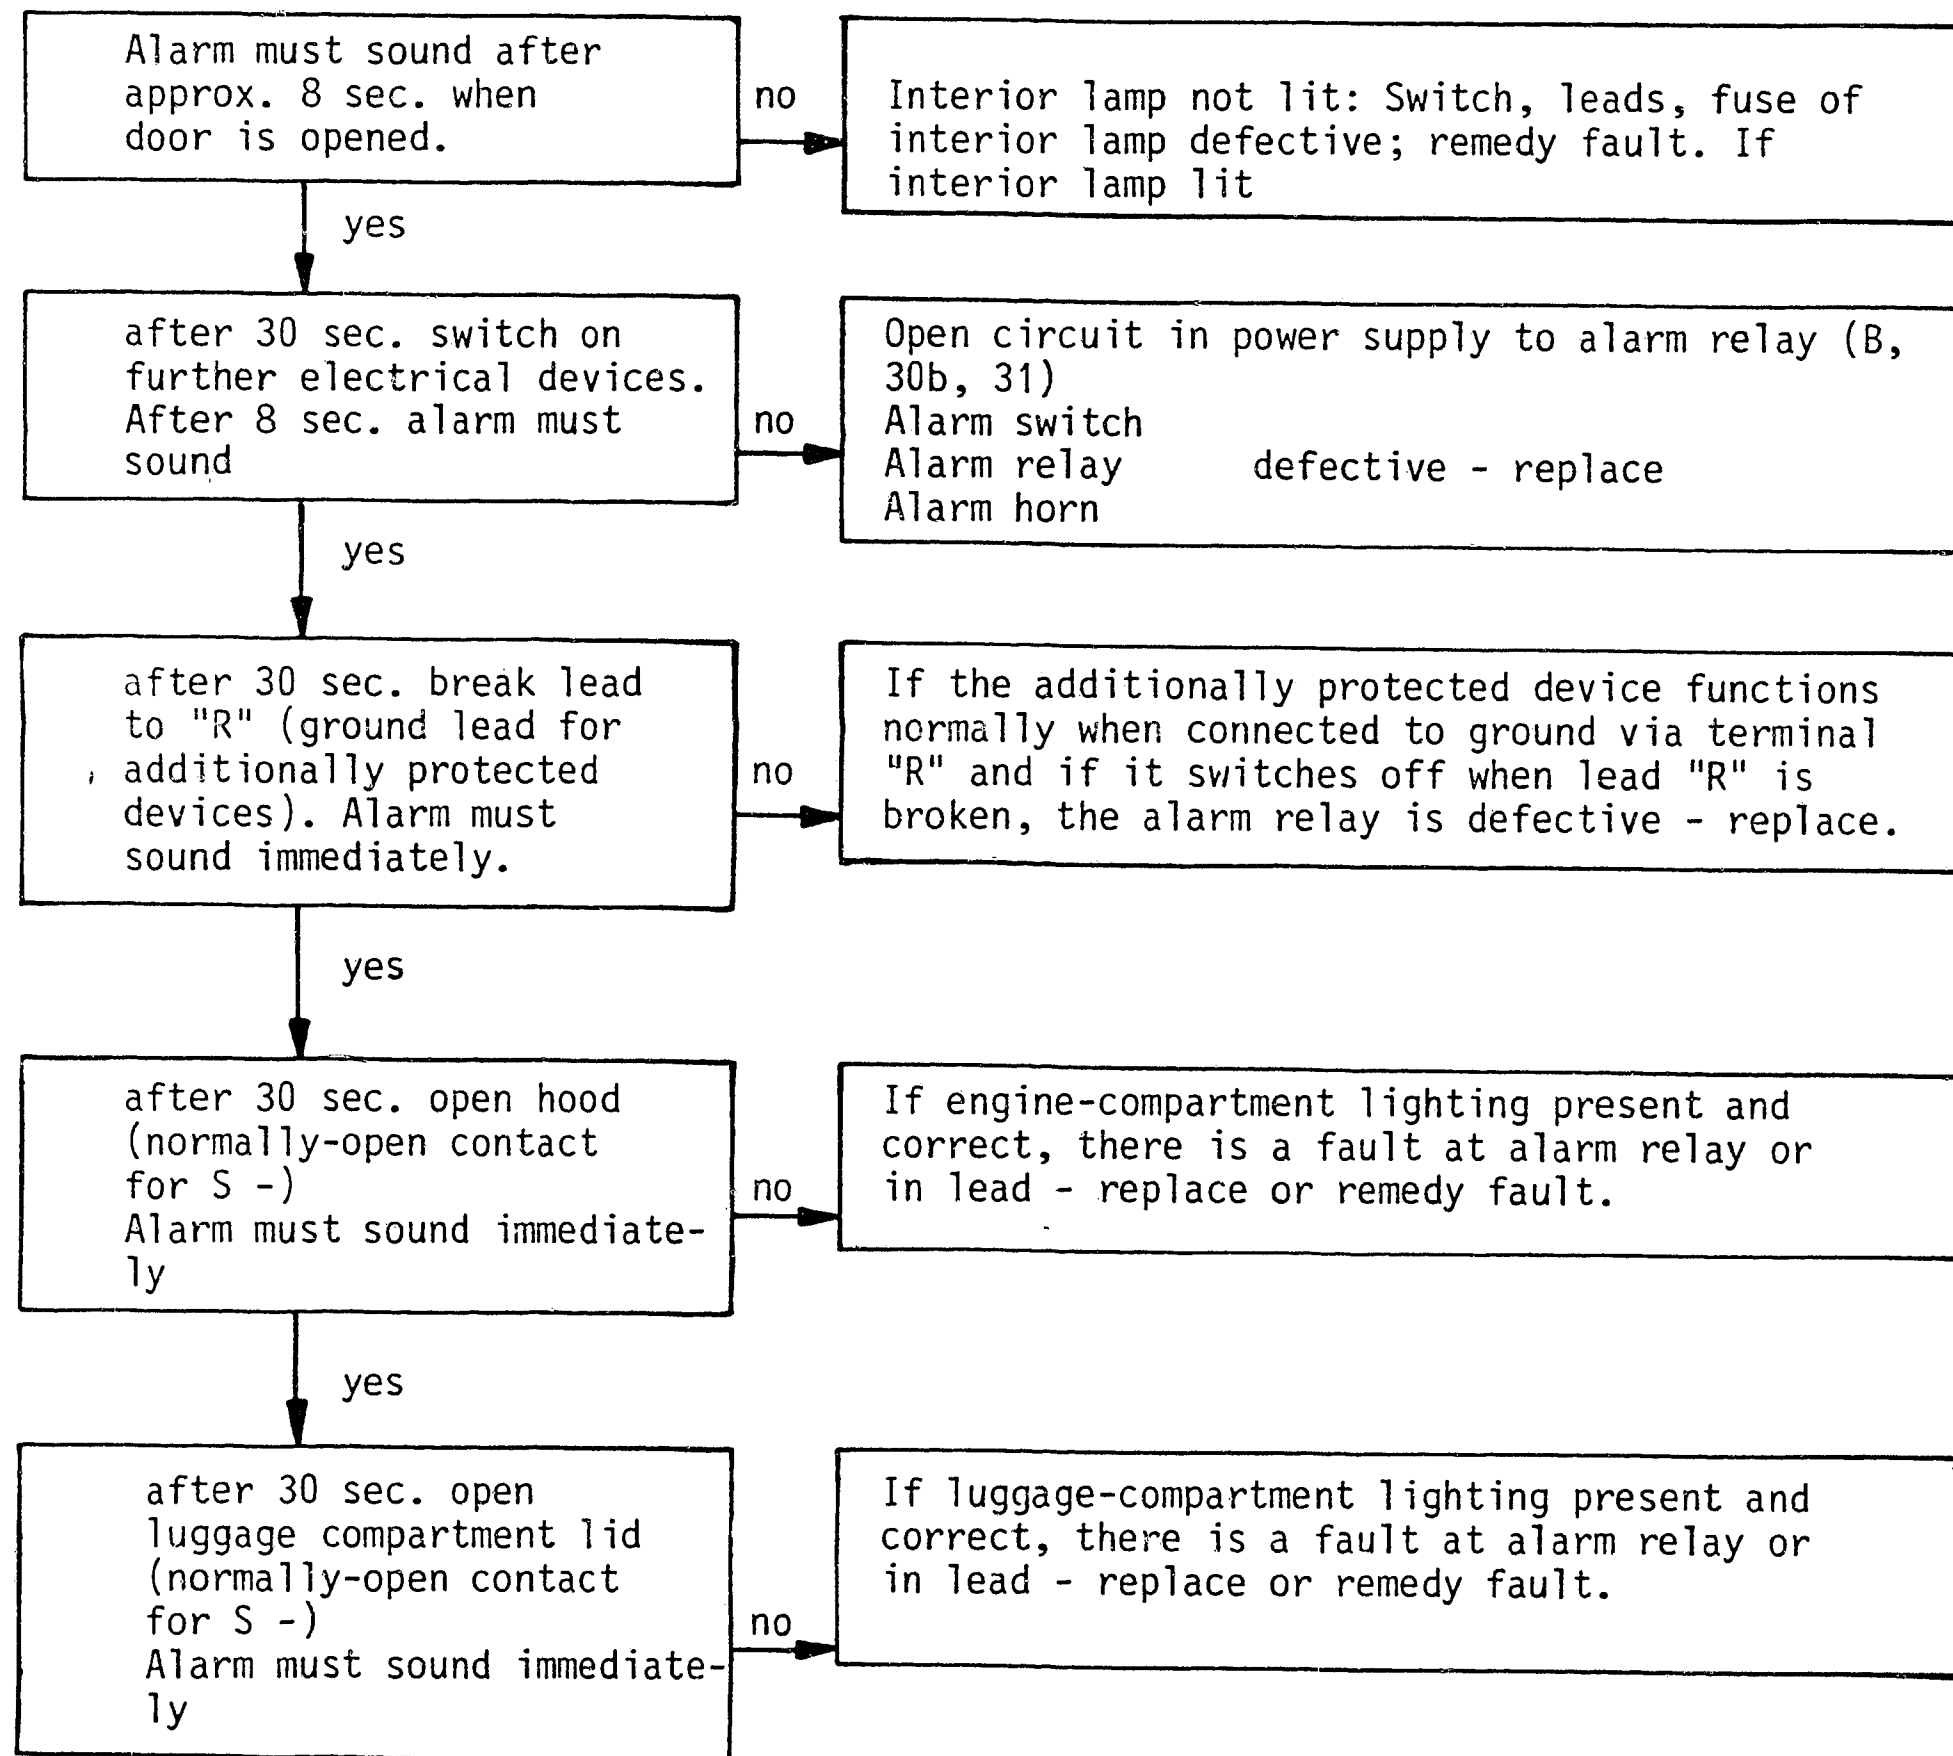 Alarm must sound after
approx. 8 sec. when
door is opened.
no
Interior lamp not lit: Switch, leads, fuse of
interior lamp defective; remedy fault. If
interior lamp lit
yes
after 30 sec. switch on
further electrical devices.
After 8 sec. alarm must
sound
no
Open circuit in power supply to alarm relay (B,
30b, 31)
Alarm switch
Alarm relay defective - replace
Alarm horn
yes
after 30 sec. break lead
to "R" (ground lead for
additionally protected
devices). Alarm must
sound immediately.
no
If the additionally protected device functions
normally when connected to ground via terminal
"R" and if it switches off when lead "R" is
broken, the alarm relay is defective - replace.
yes
after 30 sec. open hood
(normally-open contact
for S -)
Alarm must sound immediate-
ly
no
If engine-compartment lighting present and
correct, there is a fault at alarm relay or
in lead - replace or remedy fault.
yes
after 30 sec. open
luggage compartment lid
(normally-open contact
for S -)
Alarm must sound immediate-
ly
no
If luggage-compartment lighting present and
correct, there is a fault at alarm relay or
in lead - replace or remedy fault.